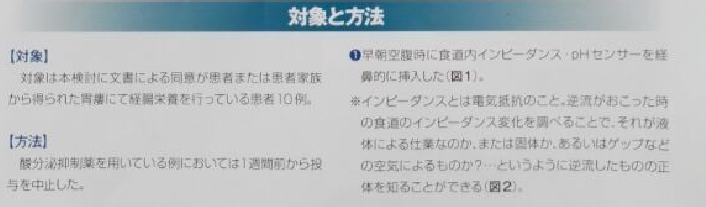 対象と方法
【対象】
対象は本検討に文書による同意が患者または患者家族
から得られた胃瘻にて経腸栄養を行っている患者10例。
【方法】
酸分泌抑制薬を用いている例においては1週間前から投
与を中止した。
❶早朝空腹時に食道内インピーダンス・pHセンサーを経
鼻的に挿入した(図1)。
※インピーダンスとは電気抵抗のこと。逆流がおこった時
の食道のインピーダンス変化を調べることで、それが液
体による仕業なのか、または固体か、あるいはゲップなど
の空気によるものか?…というように逆流したものの正
体を知ることができる(図2)。